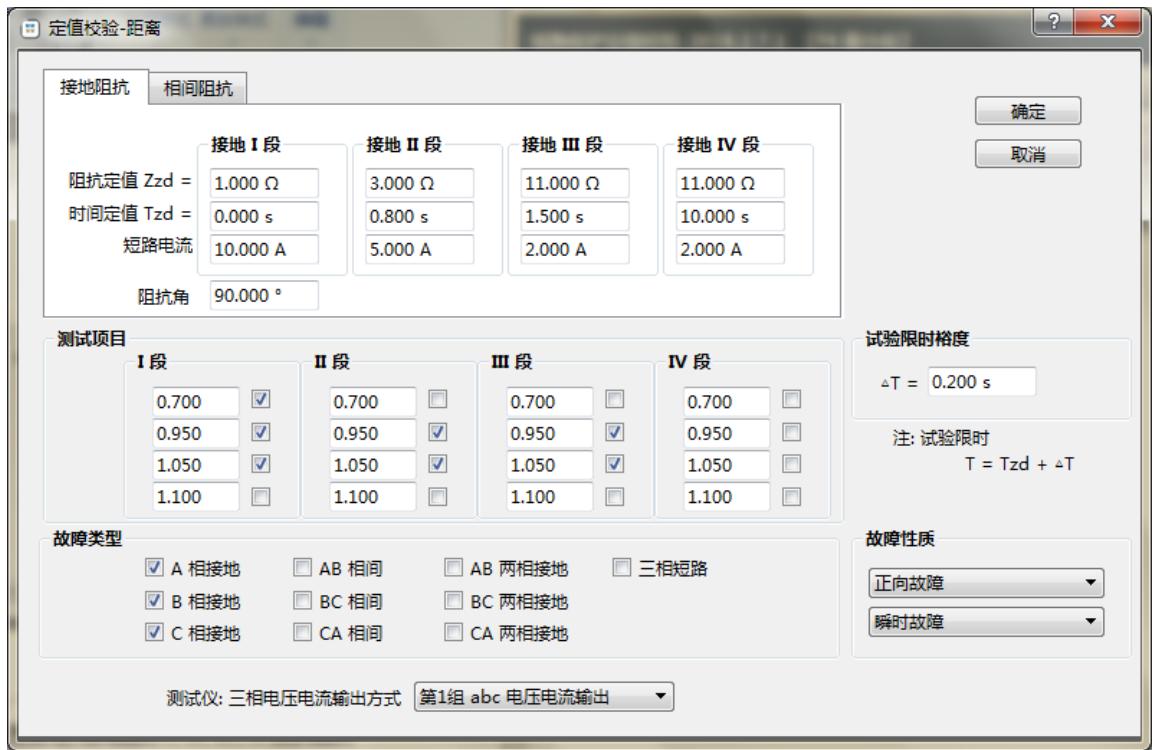 定值校验-距离
接地阻抗 相间阻抗
确定
取消
接地 I 段 接地 II 段 接地 III 段 接地 IV 段
阻抗定值 Zzd = 1.000 Ω 3.000 Ω 11.000 Ω 11.000 Ω
时间定值 Tzd = 0.000 s 0.800 s 1.500 s 10.000 s
短路电流 10.000 A 5.000 A 2.000 A 2.000 A
阻抗角 90.000 °
测试项目
I 段 II 段 III 段 IV 段
0.700 0.700 0.700 0.700
0.950 0.950 0.950 0.950
1.050 1.050 1.050 1.050
1.100 1.100 1.100 1.100
试验限时裕度
△T = 0.200 s
注: 试验限时
T = Tzd + △T
故障类型
A 相接地 AB 相间 AB 两相接地 三相短路
B 相接地 BC 相间 BC 两相接地
C 相接地 CA 相间 CA 两相接地
故障性质
正向故障
瞬时故障
测试仪: 三相电压电流输出方式 第1组 abc 电压电流输出